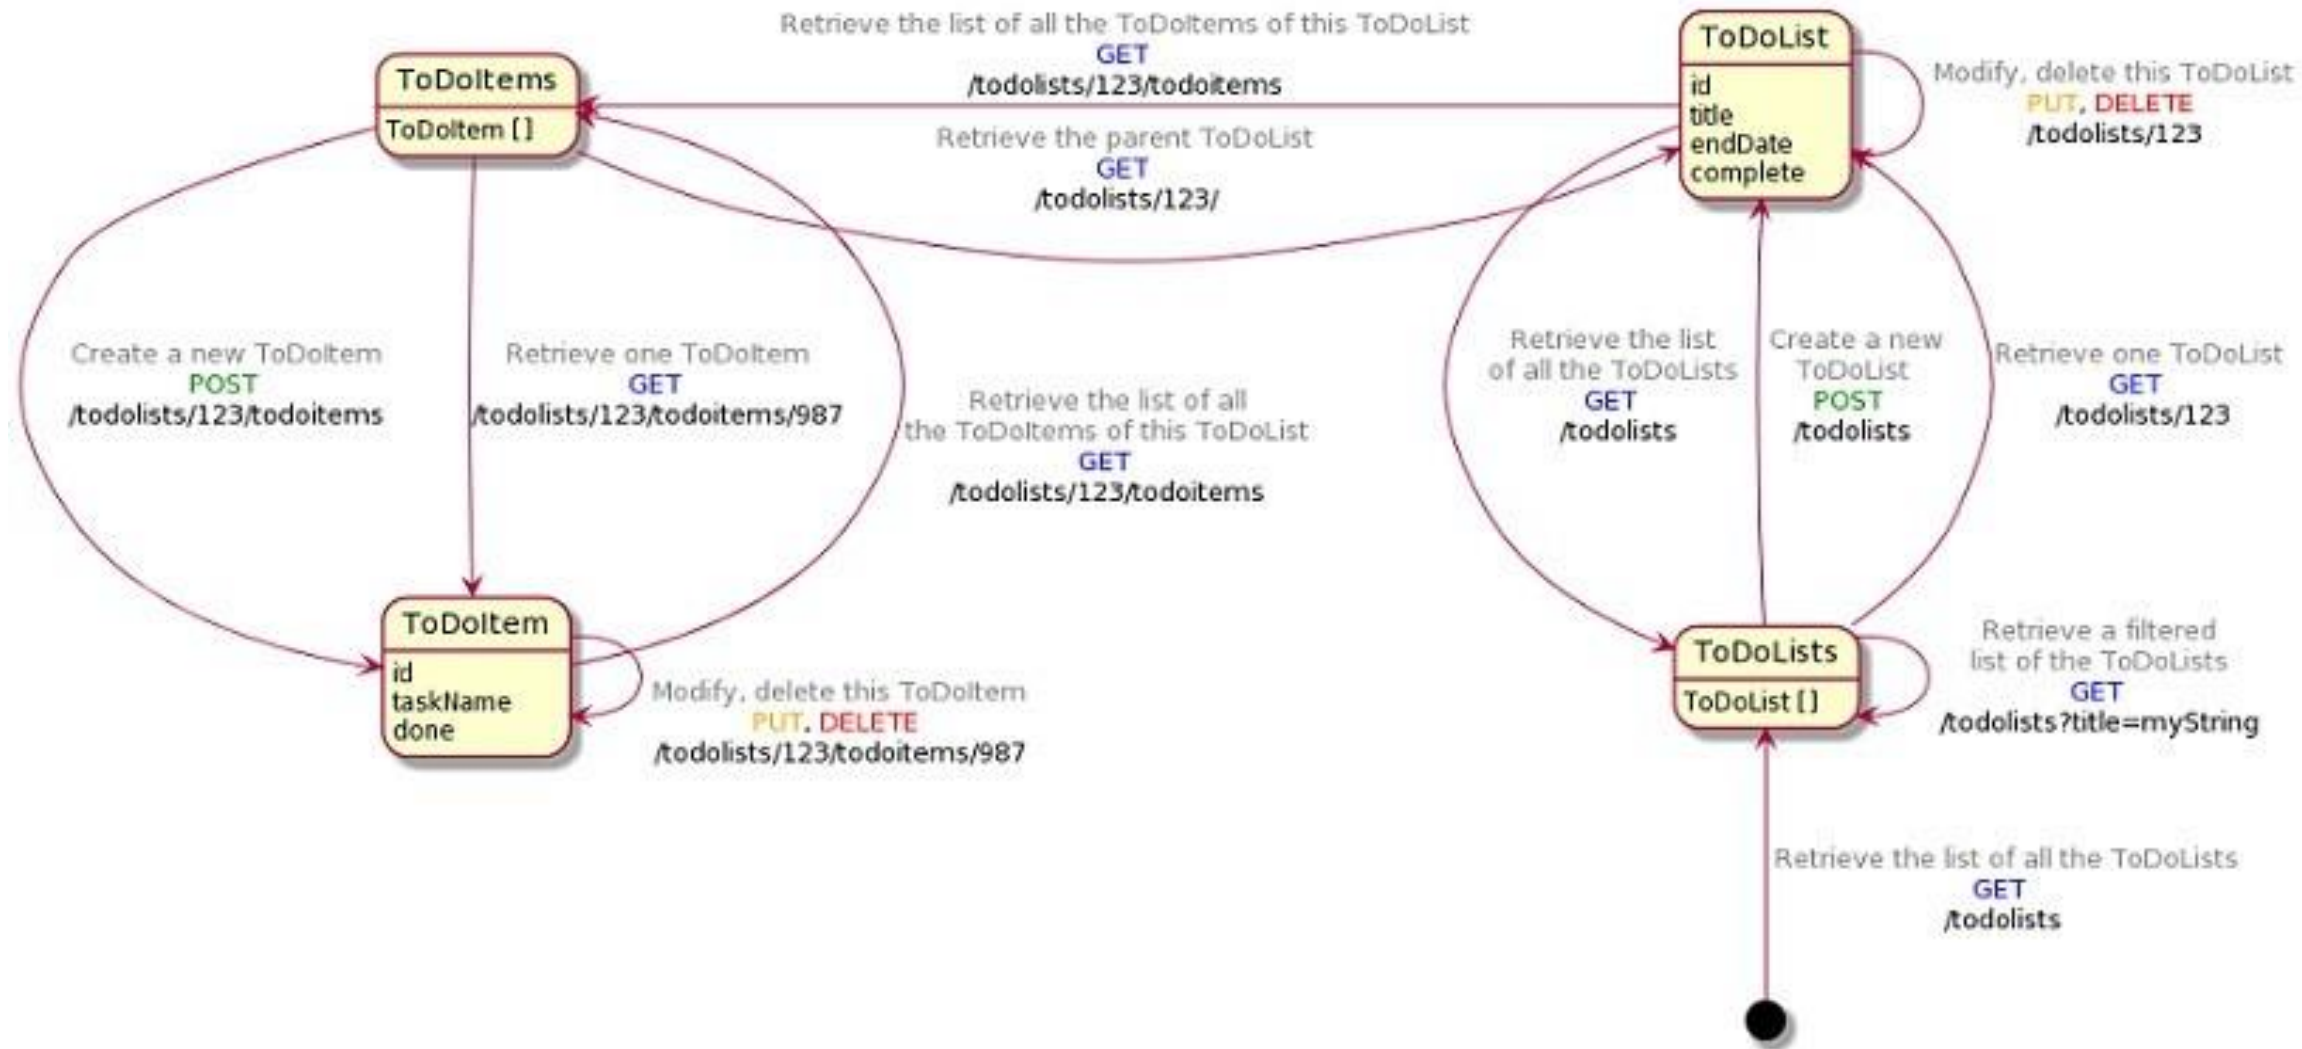 Retrieve the list of all the ToDoItems of this ToDoList
GET
/todolists/123/todoitems
ToDoItems
ToDoItem []
ToDoList
id
title
endDate
complete
Modify, delete this ToDoList
PUT, DELETE
/todolists/123
Retrieve the parent ToDoList
GET
/todolists/123/
Create a new ToDoItem
POST
/todolists/123/todoitems
Retrieve one ToDoItem
GET
/todolists/123/todoitems/987
Retrieve the list of all
the ToDoItems of this ToDoList
GET
/todolists/123/todoitems
Retrieve the list
of all the ToDoLists
GET
/todolists
Create a new
ToDoList
POST
/todolists
Retrieve one ToDoList
GET
/todolists/123
ToDoItem
id
taskName
done
Modify, delete this ToDoItem
PUT, DELETE
/todolists/123/todoitems/987
ToDoLists
ToDoList []
Retrieve a filtered
list of the ToDoLists
GET
/todolists?title=myString
Retrieve the list of all the ToDoLists
GET
/todolists